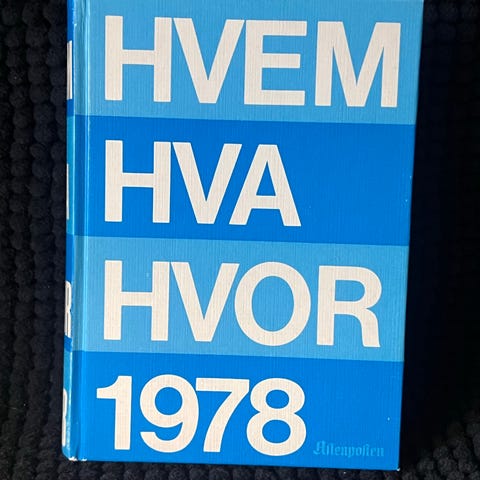 HVEM
HVA
HVOR
1978
Aftenposten